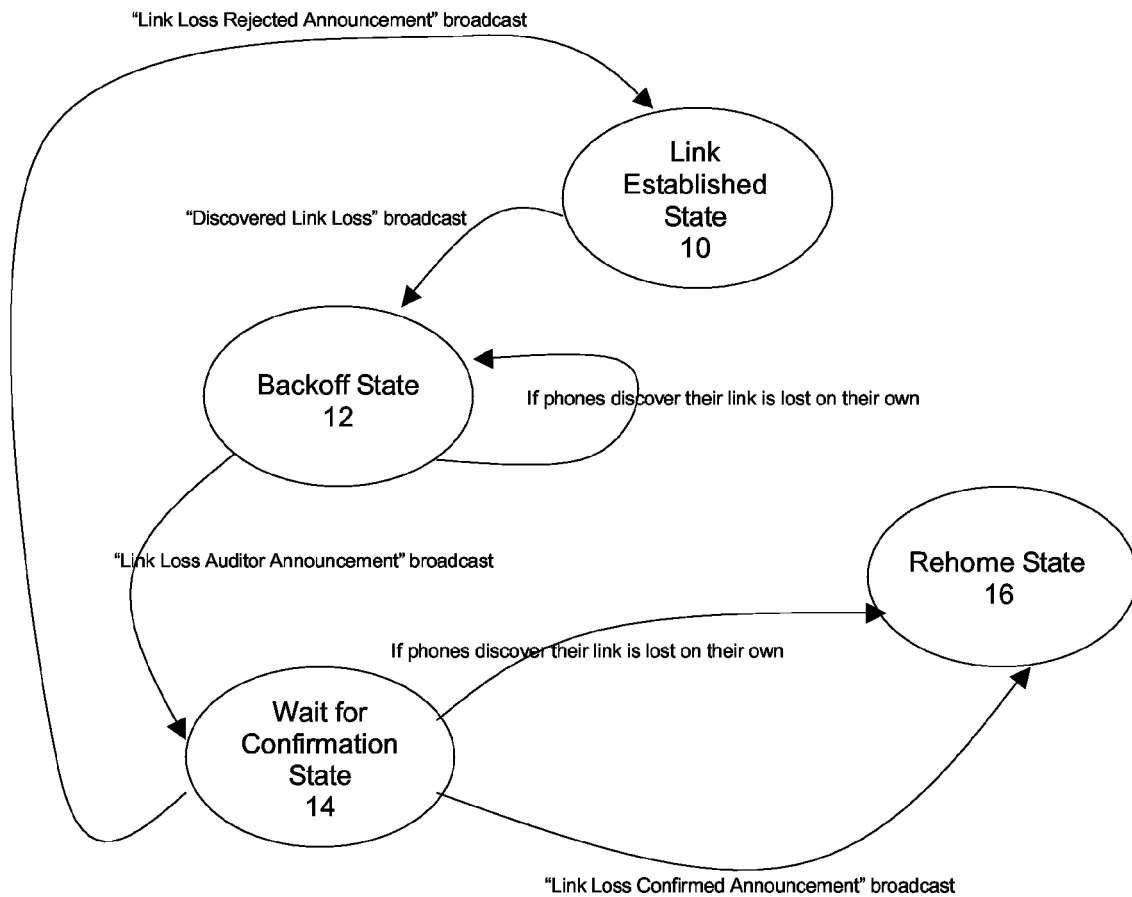 “Link Loss Rejected Announcement” broadcast
Link
Established
State
10
“Discovered Link Loss” broadcast
Backoff State
12
If phones discover their link is lost on their own
“Link Loss Auditor Announcement” broadcast
Rehome State
16
If phones discover their link is lost on their own
Wait for
Confirmation
State
14
“Link Loss Confirmed Announcement” broadcast